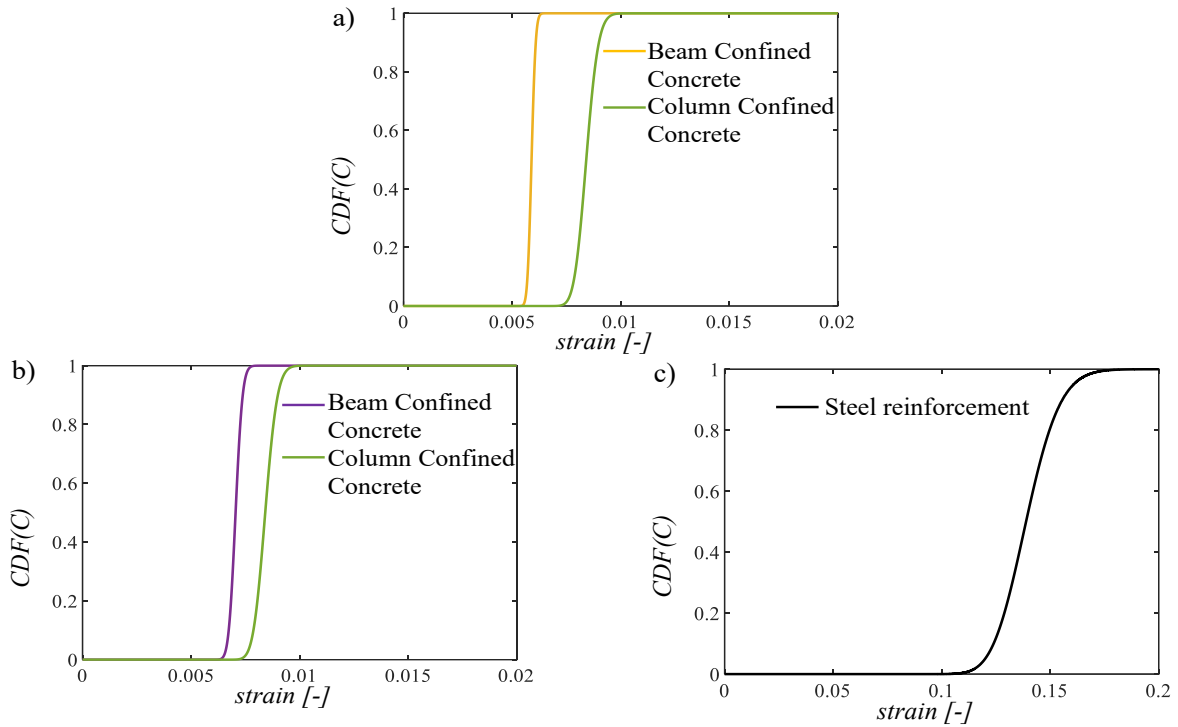 a)
1
0.8
0.6
0.4
0.2
0
CDF(C)
Beam Confined
Concrete
Column Confined
Concrete
0 0.005 0.01 0.015 0.02
strain [-]
b)
1
0.8
0.6
0.4
0.2
0
CDF(C)
Beam Confined
Concrete
Column Confined
Concrete
0 0.005 0.01 0.015 0.02
strain [-]
c)
1
0.8
0.6
0.4
0.2
0
CDF(C)
Steel reinforcement
0 0.05 0.1 0.15 0.2
strain [-]